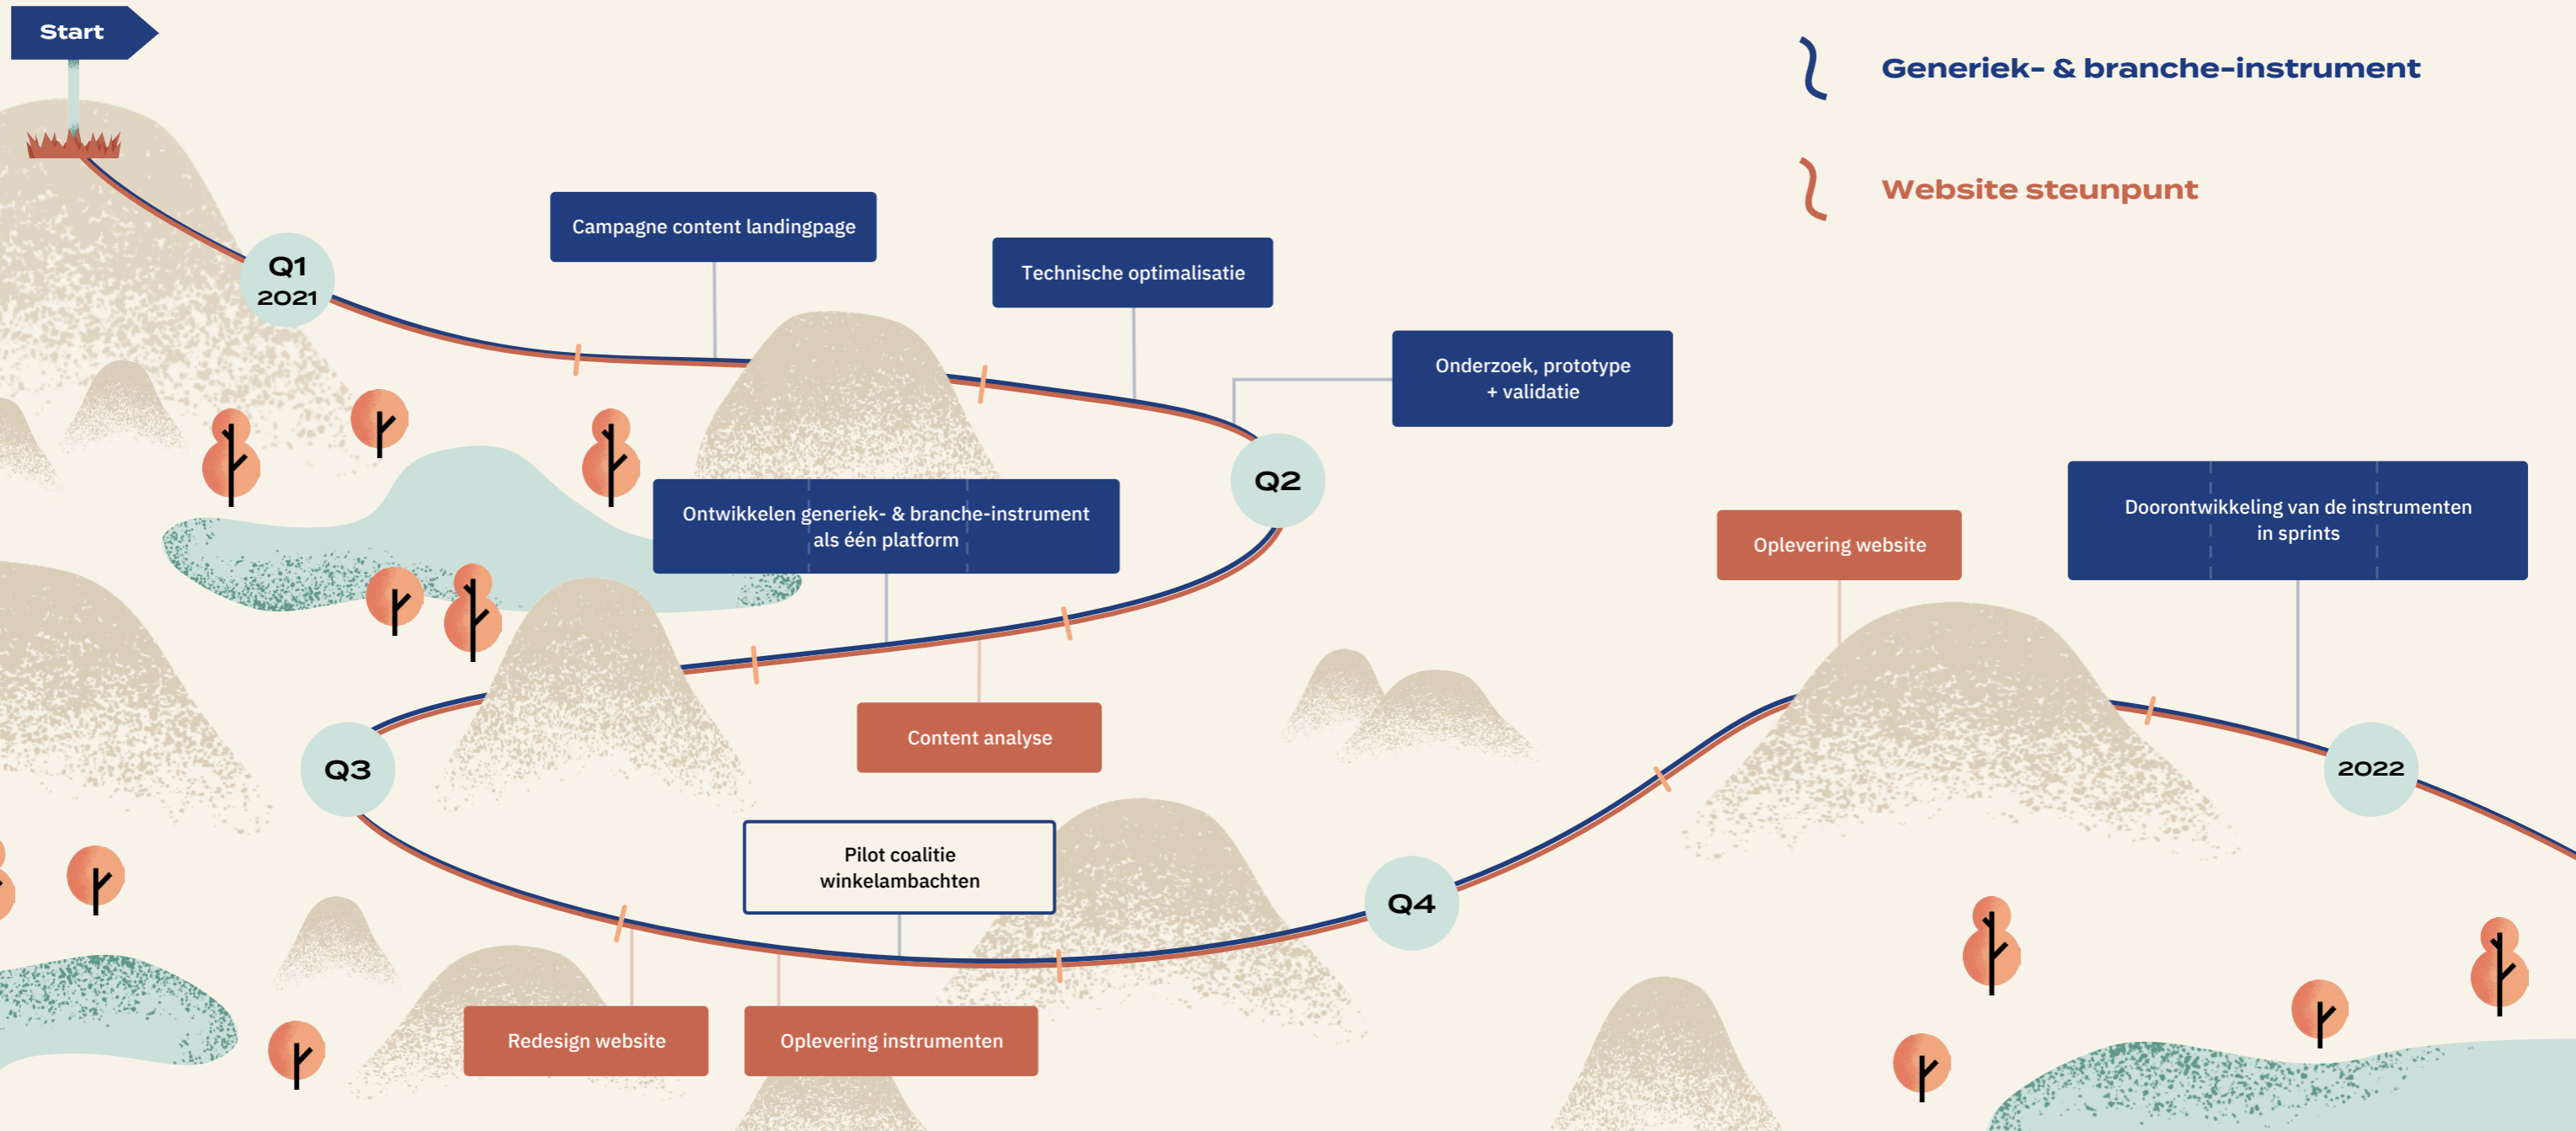 Start
Generiek- & branche-instrument
Website steunpunt
Q1
2021
Campagne content landingpage
Technische optimalisatie
Onderzoek, prototype
+ validatie
Q2
Ontwikkelen generiek- & branche-instrument
als één platform
Content analyse
Q3
Redesign website
Oplevering instrumenten
Pilot coalitie
winkelambachten
Q4
Oplevering website
Doorontwikkeling van de instrumenten
in sprints
2022